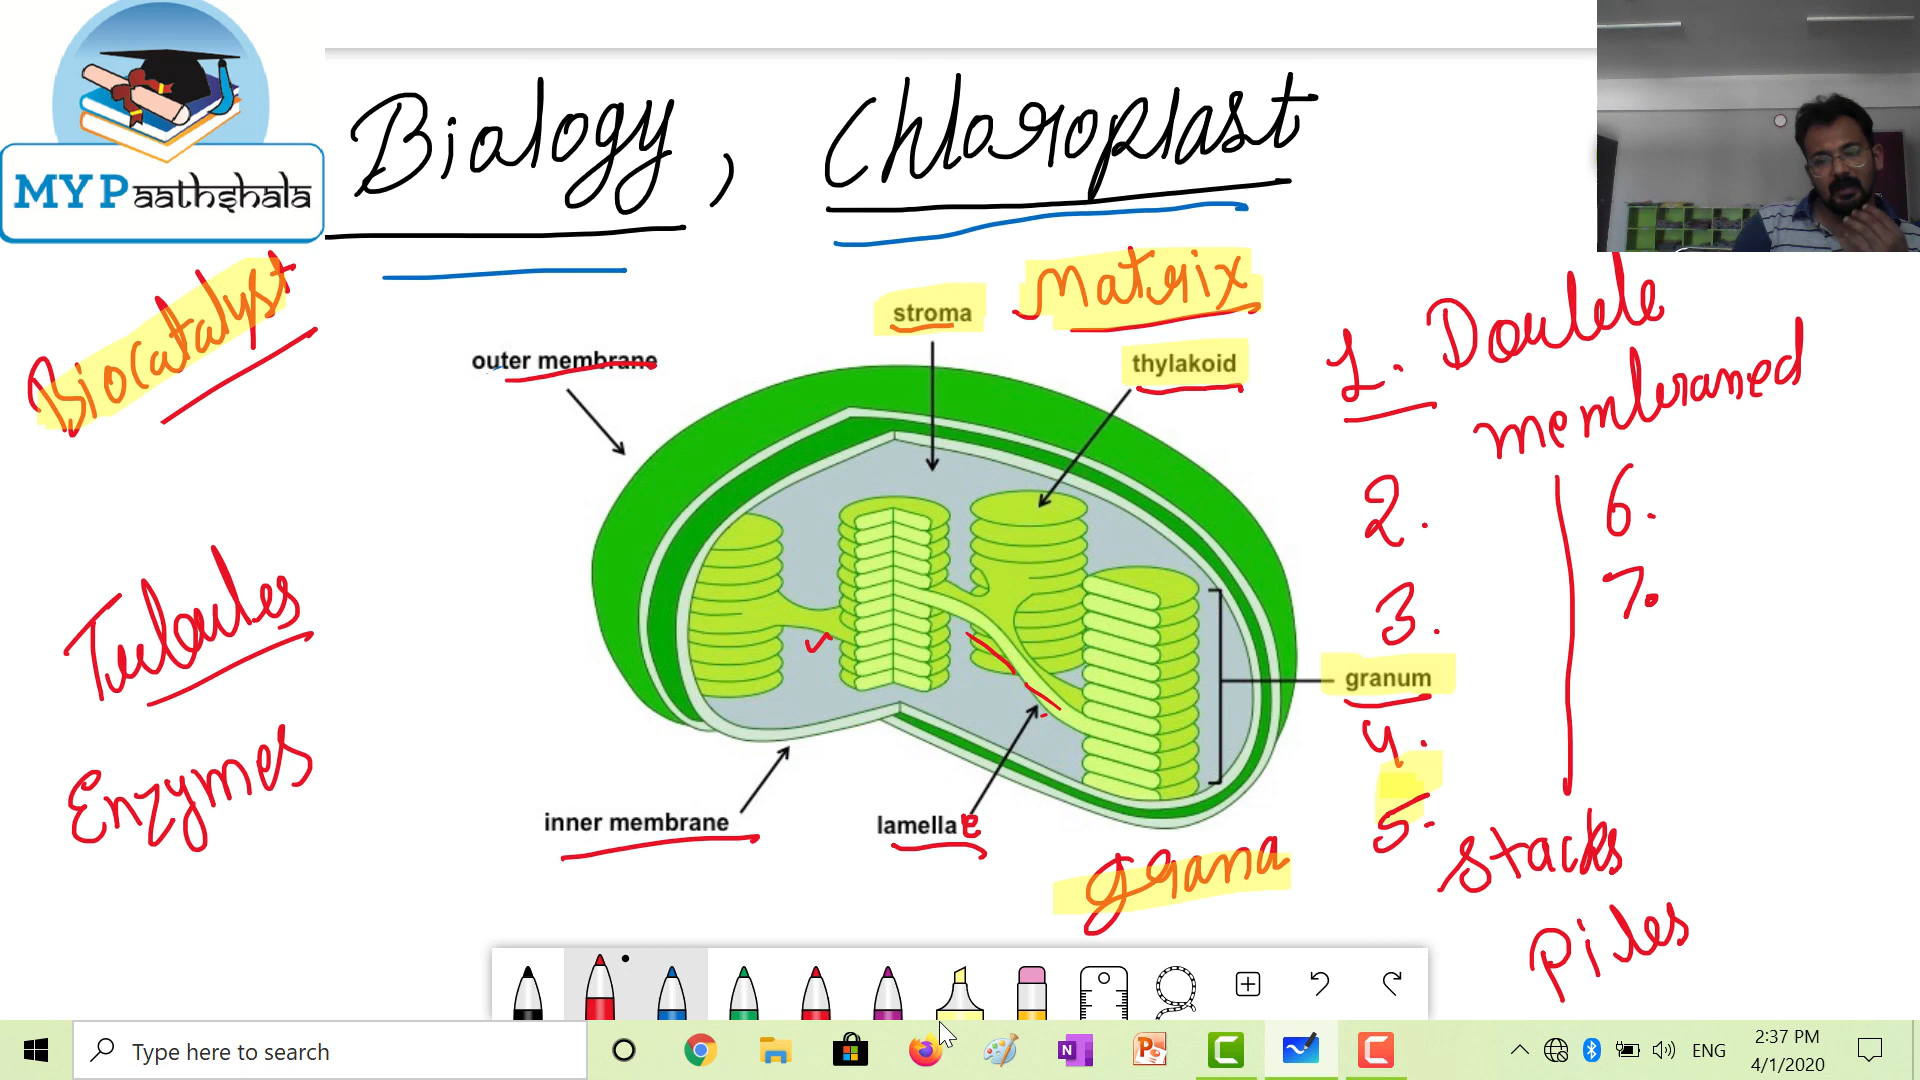 MY Paathshala
Biology, Chloroplast
Biocatalyst
stroma
Matrix
outer membrane
thylakoid
1. Double
membraned
2.
6.
3.
7.
Tubules
granum
4.
Enzymes
inner membrane
lamellae
5.
Stacks
grana
Piles
Type here to search
ENG
2:37 PM
4/1/2020